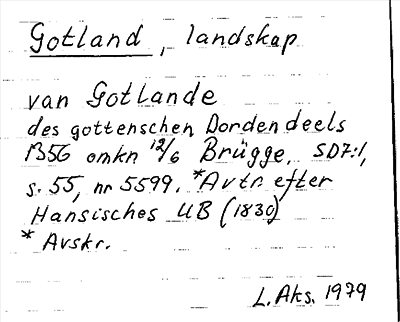 Gotland, landskap
van Gotlande
des gottenschen Dordendeels
1356 omkr 12/6 Brügge, SD7:1,
s. 55, nr 5599. *Avtr. efter
Hansisches UB (1830)
* Avskr.
L. Aks. 1979